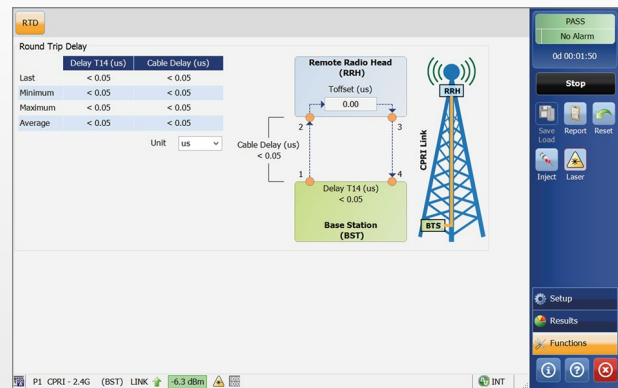 RTD
Round Trip Delay
Delay T14 (us) Cable Delay (us)
Last < 0.05 < 0.05
Minimum < 0.05 < 0.05
Maximum < 0.05 < 0.05
Average < 0.05 < 0.05
Unit us
Remote Radio Head
(RRH)
Toffset (us)
0.00
2 3
Cable Delay (us)
< 0.05
1 4
Delay T14 (us)
< 0.05
Base Station
(BST)
RRH
CPRI Link
BTS
PASS
No Alarm
0d 00:01:50
Stop
Save
Load
Report
Reset
Inject
Laser
Setup
Results
Functions
P1 CPRI - 2.4G (BST) LINK -6.3 dBm
INT